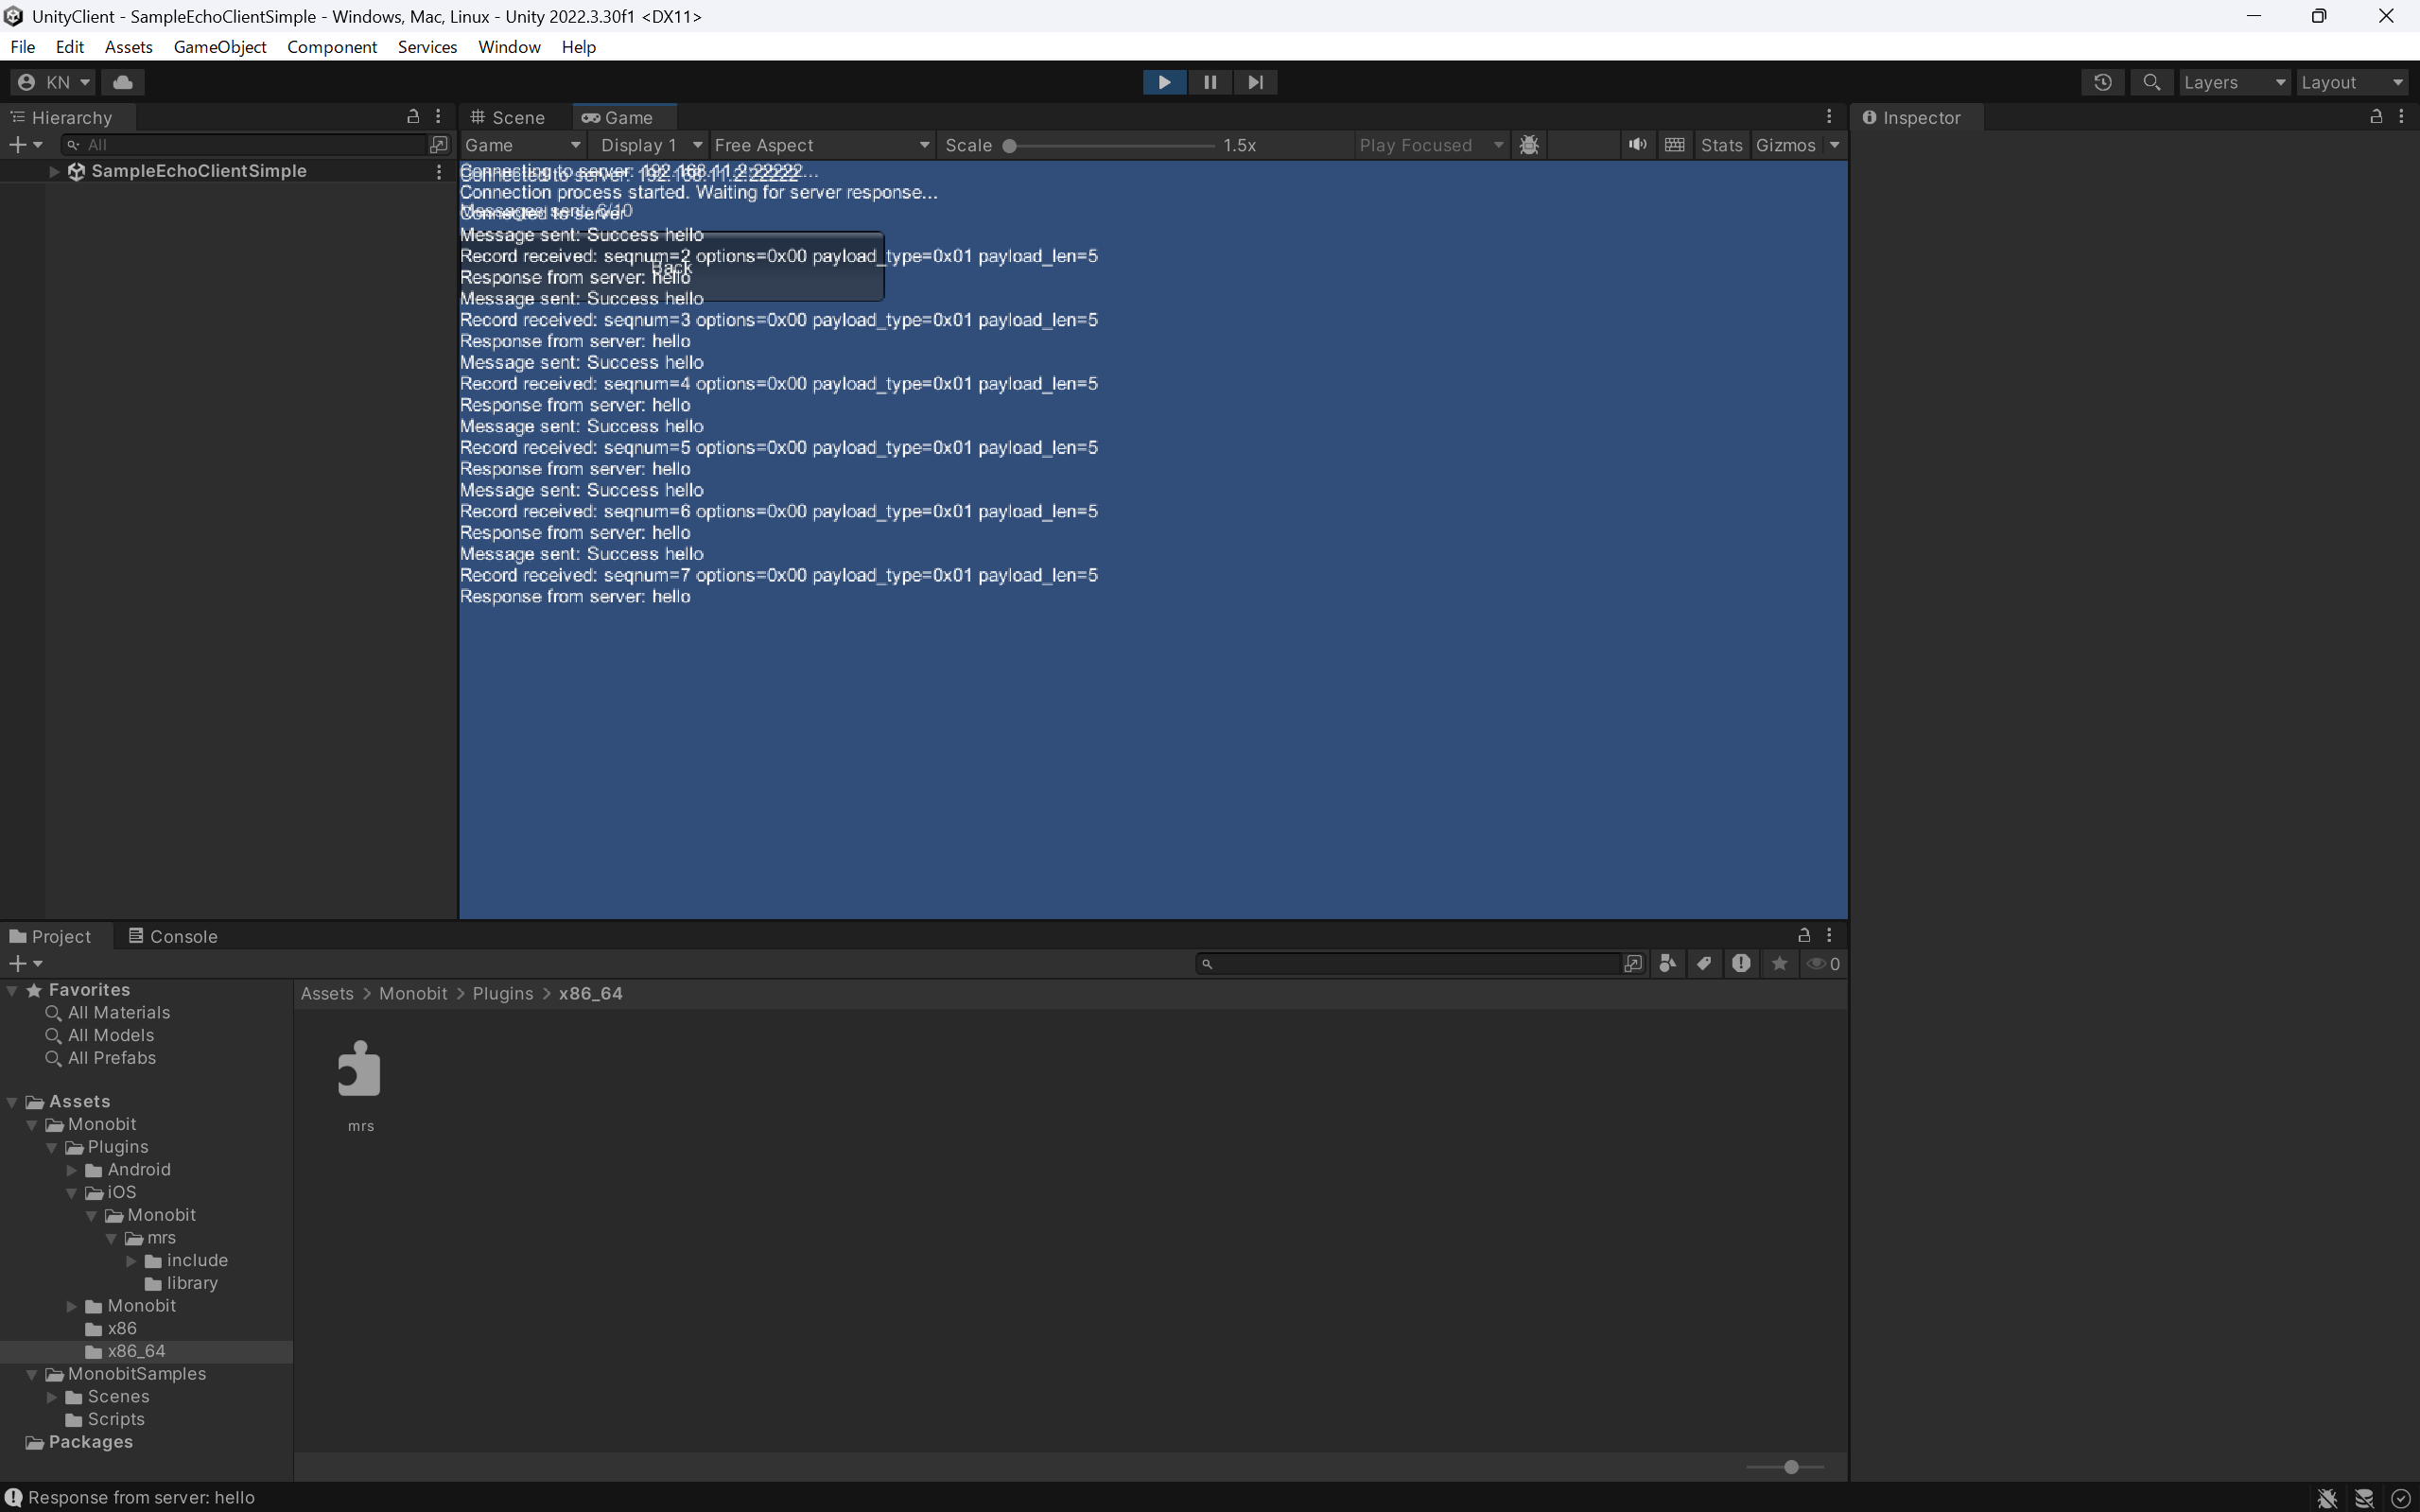 UnityClient - SampleEchoClientSimple - Windows, Mac, Linux - Unity 2022.3.30f1 <DX11>
File Edit Assets GameObject Component Services Window Help
KN Layers Layout
Hierarchy
All
SampleEchoClientSimple
Scene Game
Game Display 1 Free Aspect Scale 1.5x Play Focused Stats Gizmos
Connecting to server: 192.168.11.2:22222...
Connected to server: 192.168.11.2:22222
Connection process started. Waiting for server response...
Messages sent: 6/10
Connected to server
Message sent: Success hello
Record received: seqnum=2 options=0x00 payload_type=0x01 payload_len=5
Back
Response from server: hello
Message sent: Success hello
Record received: seqnum=3 options=0x00 payload_type=0x01 payload_len=5
Response from server: hello
Message sent: Success hello
Record received: seqnum=4 options=0x00 payload_type=0x01 payload_len=5
Response from server: hello
Message sent: Success hello
Record received: seqnum=5 options=0x00 payload_type=0x01 payload_len=5
Response from server: hello
Message sent: Success hello
Record received: seqnum=6 options=0x00 payload_type=0x01 payload_len=5
Response from server: hello
Message sent: Success hello
Record received: seqnum=7 options=0x00 payload_type=0x01 payload_len=5
Response from server: hello
Inspector
Project Console
0
Favorites
All Materials
All Models
All Prefabs
Assets
Monobit
Plugins
Android
iOS
Monobit
mrs
include
library
Monobit
x86
x86_64
MonobitSamples
Scenes
Scripts
Packages
Assets > Monobit > Plugins > x86_64
mrs
Response from server: hello